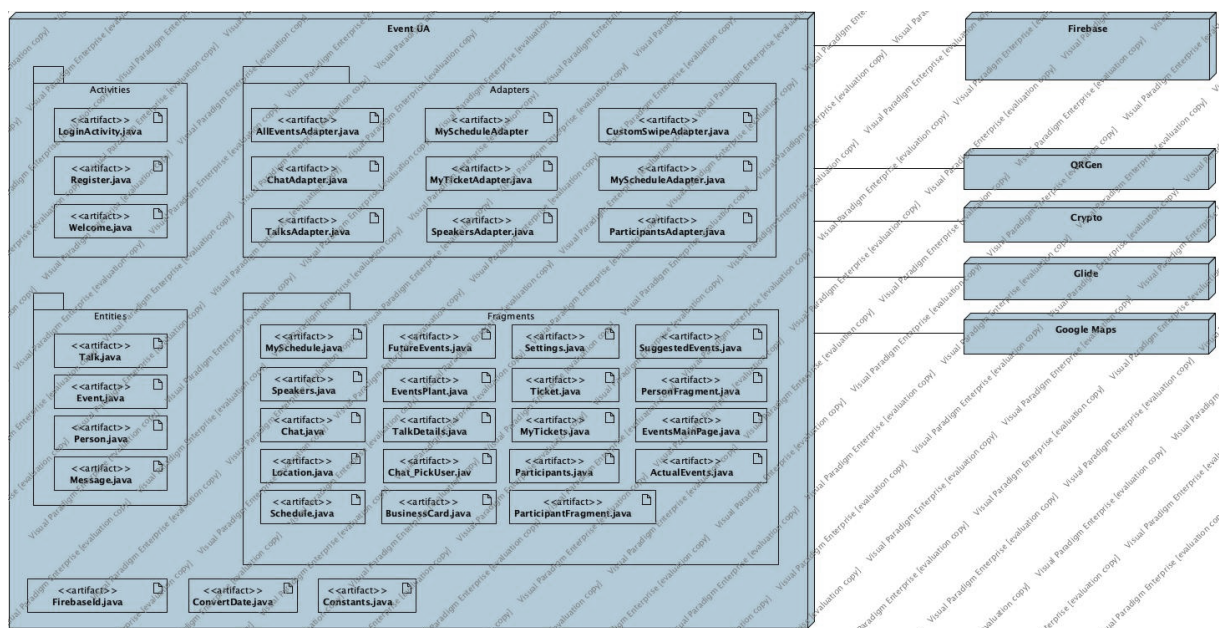 Event UA
Firebase
Activities
Adapters
<<artifact>>
LoginActivity.java
<<artifact>>
AllEventsAdapter.java
<<artifact>>
MyScheduleAdapter
<<artifact>>
CustomSwipeAdapter.java
<<artifact>>
Register.java
<<artifact>>
ChatAdapter.java
<<artifact>>
MyTicketAdapter.java
<<artifact>>
MyScheduleAdapter.java
QRGen
<<artifact>>
Welcome.java
<<artifact>>
TalksAdapter.java
<<artifact>>
SpeakersAdapter.java
<<artifact>>
ParticipantsAdapter.java
Crypto
Glide
Google Maps
Entities
Fragments
<<artifact>>
Talk.java
<<artifact>>
Event.java
<<artifact>>
Person.java
<<artifact>>
Message.java
<<artifact>>
MySchedule.java
<<artifact>>
FutureEvents.java
<<artifact>>
Settings.java
<<artifact>>
SuggestedEvents.java
<<artifact>>
Speakers.java
<<artifact>>
EventsPlant.java
<<artifact>>
Ticket.java
<<artifact>>
PersonFragment.java
<<artifact>>
Chat.java
<<artifact>>
TalkDetails.java
<<artifact>>
MyTickets.java
<<artifact>>
EventsMainPage.java
<<artifact>>
Location.java
<<artifact>>
Chat_PickUser.jav
<<artifact>>
Participants.java
<<artifact>>
ActualEvents.java
<<artifact>>
Schedule.java
<<artifact>>
BusinessCard.java
<<artifact>>
ParticipantFragment.java
<<artifact>>
FirebaseId.java
<<artifact>>
ConvertDate.java
<<artifact>>
Constants.java
Visual Paradigm Enterprise [evaluation copy]